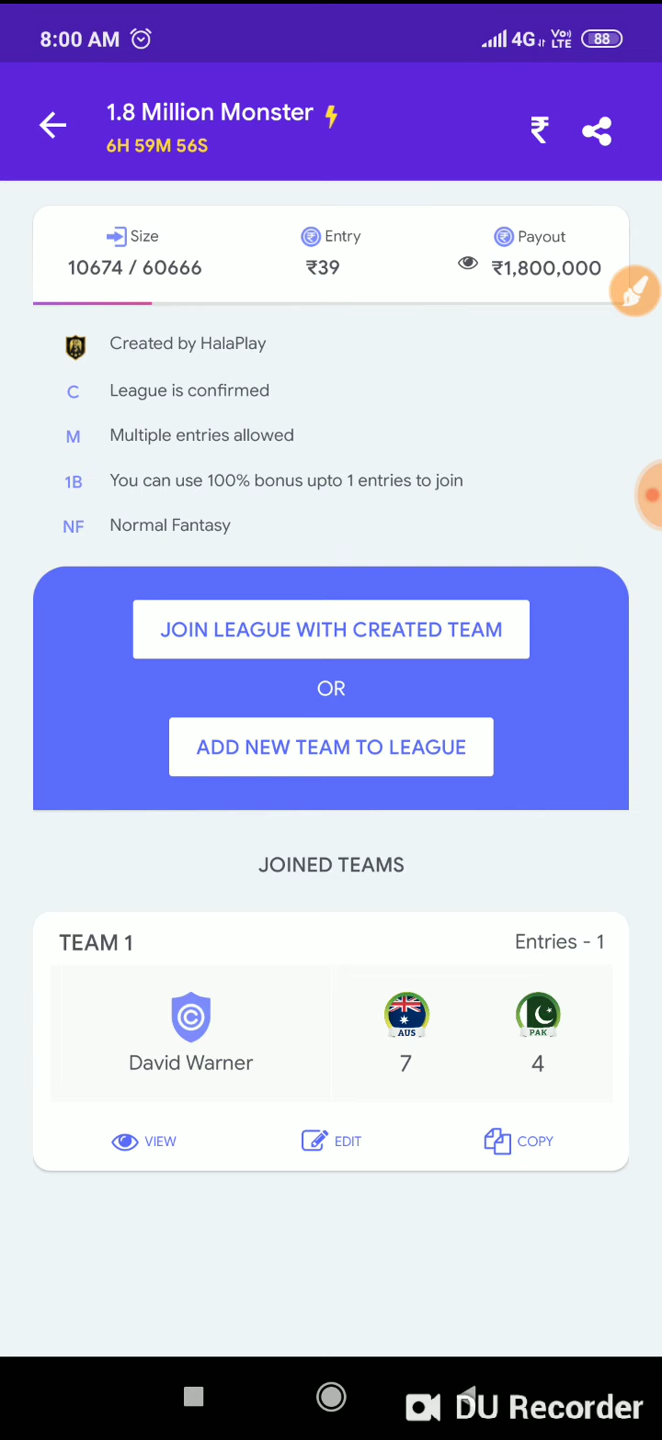 8:00 AM 4G Vo) LTE 88
1.8 Million Monster
6H 59M 56S
Size Entry Payout
10674 / 60666 ₹39 ₹1,800,000
Created by HalaPlay
C League is confirmed
M Multiple entries allowed
1B You can use 100% bonus upto 1 entries to join
NF Normal Fantasy
JOIN LEAGUE WITH CREATED TEAM
OR
ADD NEW TEAM TO LEAGUE
JOINED TEAMS
TEAM 1 Entries - 1
© AUS PAK
David Warner 7 4
VIEW EDIT COPY
DU Recorder